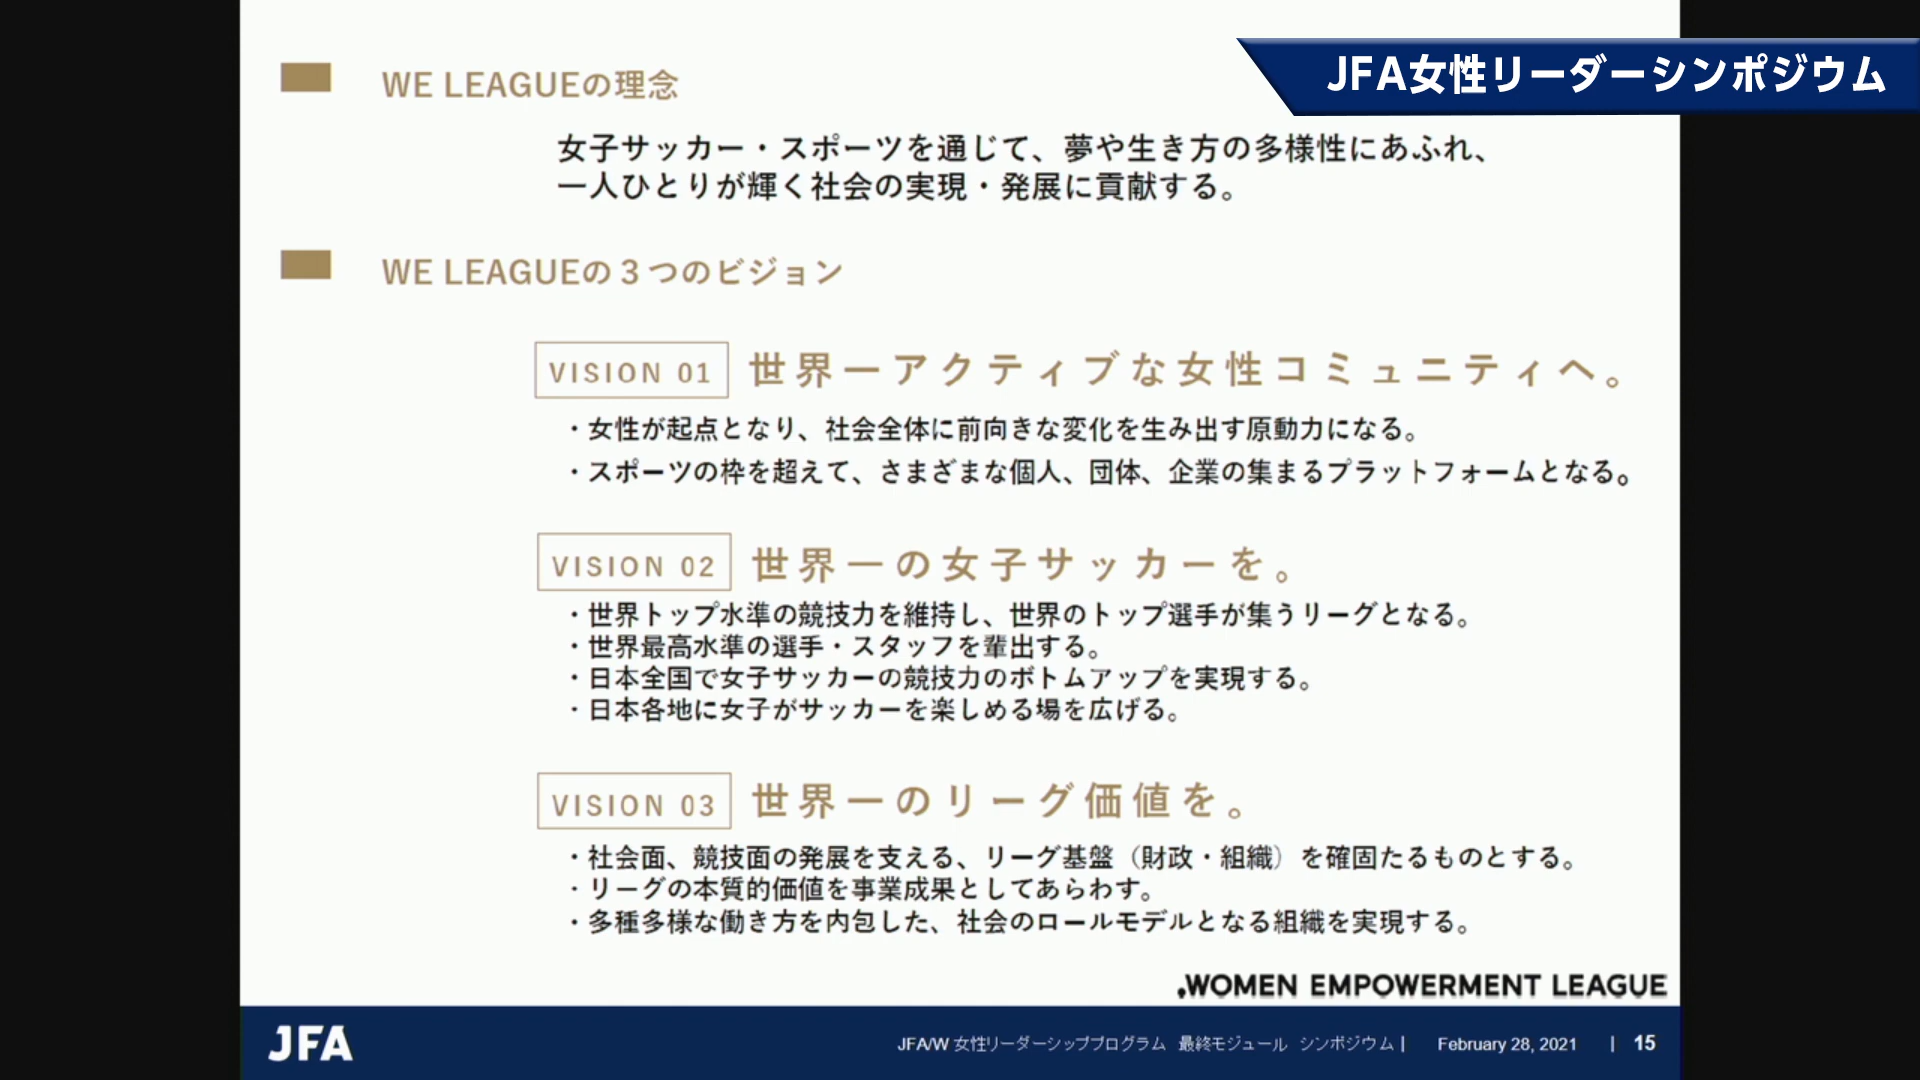 JFA女性リーダーシンポジウム
WE LEAGUEの理念
女子サッカー・スポーツを通じて、夢や生き方の多様性にあふれ、
一人ひとりが輝く社会の実現・発展に貢献する。
WE LEAGUEの３つのビジョン
VISION 01 世界一アクティブな女性コミュニティへ。
・女性が起点となり、社会全体に前向きな変化を生み出す原動力になる。
・スポーツの枠を超えて、さまざまな個人、団体、企業の集まるプラットフォームとなる。
VISION 02 世界一の女子サッカーを。
・世界トップ水準の競技力を維持し、世界のトップ選手が集うリーグとなる。
・世界最高水準の選手・スタッフを輩出する。
・日本全国で女子サッカーの競技力のボトムアップを実現する。
・日本各地に女子がサッカーを楽しめる場を広げる。
VISION 03 世界一のリーグ価値を。
・社会面、競技面の発展を支える、リーグ基盤（財政・組織）を確固たるものとする。
・リーグの本質的価値を事業成果としてあらわす。
・多種多様な働き方を内包した、社会のロールモデルとなる組織を実現する。
.WOMEN EMPOWERMENT LEAGUE
JFA
JFA/W 女性リーダーシッププログラム 最終モジュール シンポジウム | February 28, 2021 | 15